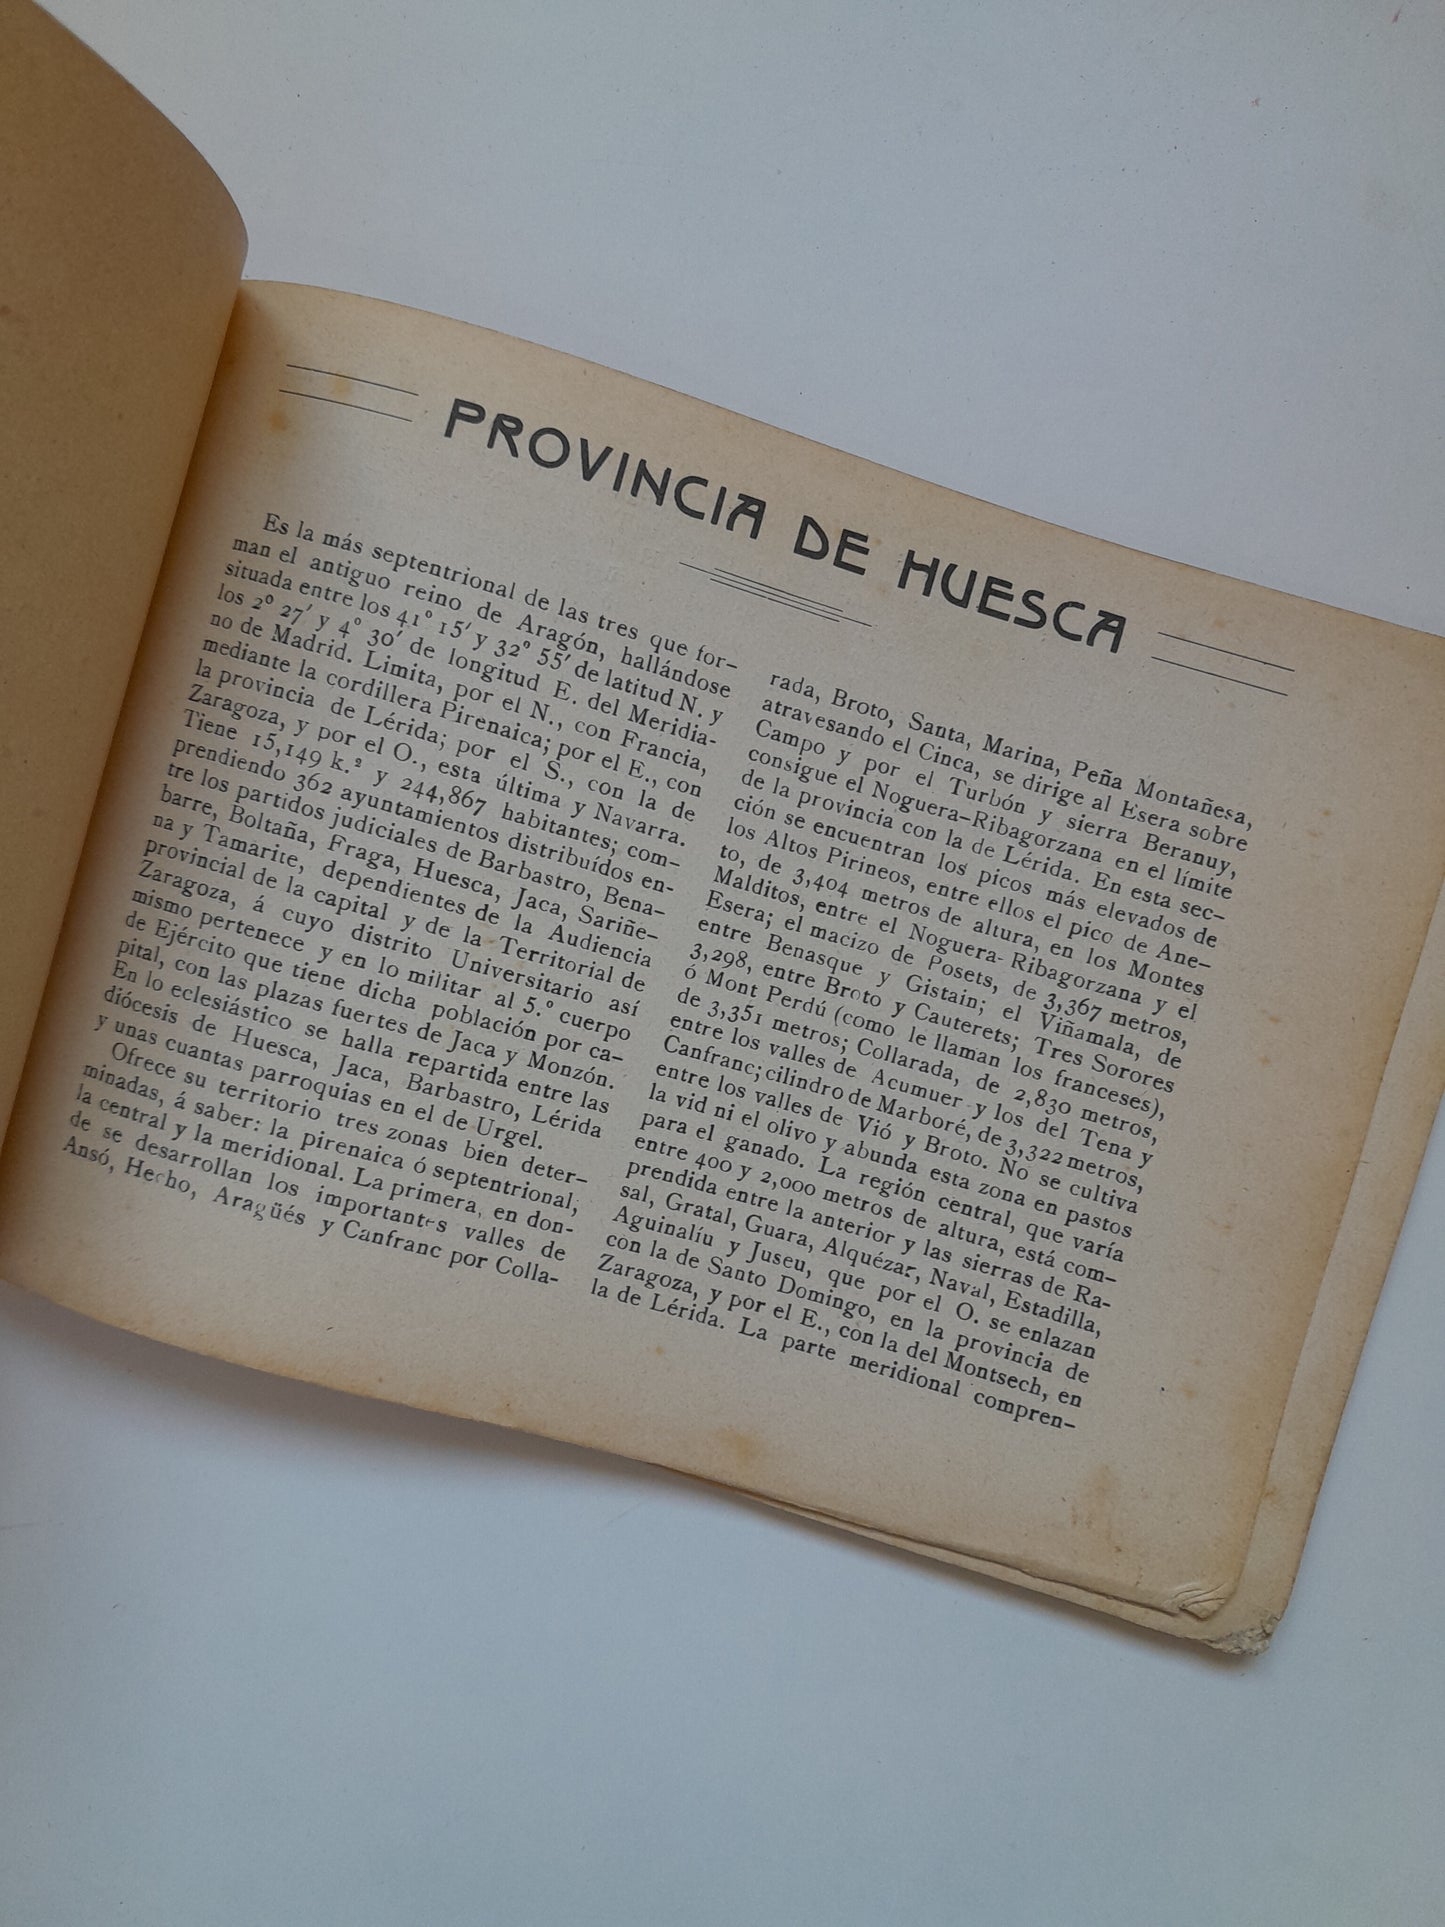 PROVINCIA DE HUESCA
Es la más septentrional de las tres que for-
man el antiguo reino de Aragón, hallándose
situada entre los 41° 15′ y 32° 55′ de latitud N. y
los 2° 27′ y 4° 30′ de longitud E. del Meridia-
no de Madrid. Limita, por el N., con Francia,
mediante la cordillera Pirenaica; por el E., con
la provincia de Lérida; por el S., con la de
Zaragoza, y por el O., esta última y Navarra.
Tiene 15,149 k.² y 244,867 habitantes; com-
prendiendo 362 ayuntamientos distribuídos en-
tre los partidos judiciales de Barbastro, Bena-
barre, Boltaña, Fraga, Huesca, Jaca, Sariñe-
na y Tamarite, dependientes de la Audiencia
provincial de la capital y de la Territorial de
Zaragoza, á cuyo distrito Universitario así
mismo pertenece y en lo militar al 5.º cuerpo
de Ejército que tiene dicha población por ca-
pital, con las plazas fuertes de Jaca y Monzón.
En lo eclesiástico se halla repartida entre las
diócesis de Huesca, Jaca, Barbastro, Lérida
y unas cuantas parroquias en el de Urgel.
Ofrece su territorio tres zonas bien deter-
minadas, á saber: la pirenaica ó septentrional;
la central y la meridional. La primera, en don-
de se desarrollan los importantes valles de
Ansó, Hecho, Aragüés y Canfranc por Colla-
rada, Broto, Santa, Marina, Peña Montañesa,
atravesando el Cinca, se dirige al Esera sobre
Campo y por el Turbón y sierra Beranuy,
consigue el Noguera-Ribagorzana en el límite
de la provincia con la de Lérida. En esta sec-
ción se encuentran los picos más elevados de
los Altos Pirineos, entre ellos el pico de Ane-
to, de 3,404 metros de altura, en los Montes
Malditos, entre el Noguera-Ribagorzana y el
Esera; el macizo de Posets, de 3,367 metros,
entre Benasque y Gistain; el Viñamala, de
3,298, entre Broto y Cauterets; Tres Sorores
ó Mont Perdú (como le llaman los franceses),
de 3,351 metros; Collarada, de 2,830 metros,
entre los valles de Acumuer y los del Tena y
Canfranc; cilindro de Marboré, de 3,322 metros,
entre los valles de Vió y Broto. No se cultiva
la vid ni el olivo y abunda esta zona en pastos
para el ganado. La región central, que varía
entre 400 y 2,000 metros de altura, está com-
prendida entre la anterior y las sierras de Ra-
sal, Gratal, Guara, Alquézar, Naval, Estadilla,
Aguinalíu y Juseu, que por el O. se enlazan
con la de Santo Domingo, en la provincia de
Zaragoza, y por el E., con la del Montsech, en
la de Lérida. La parte meridional compren-